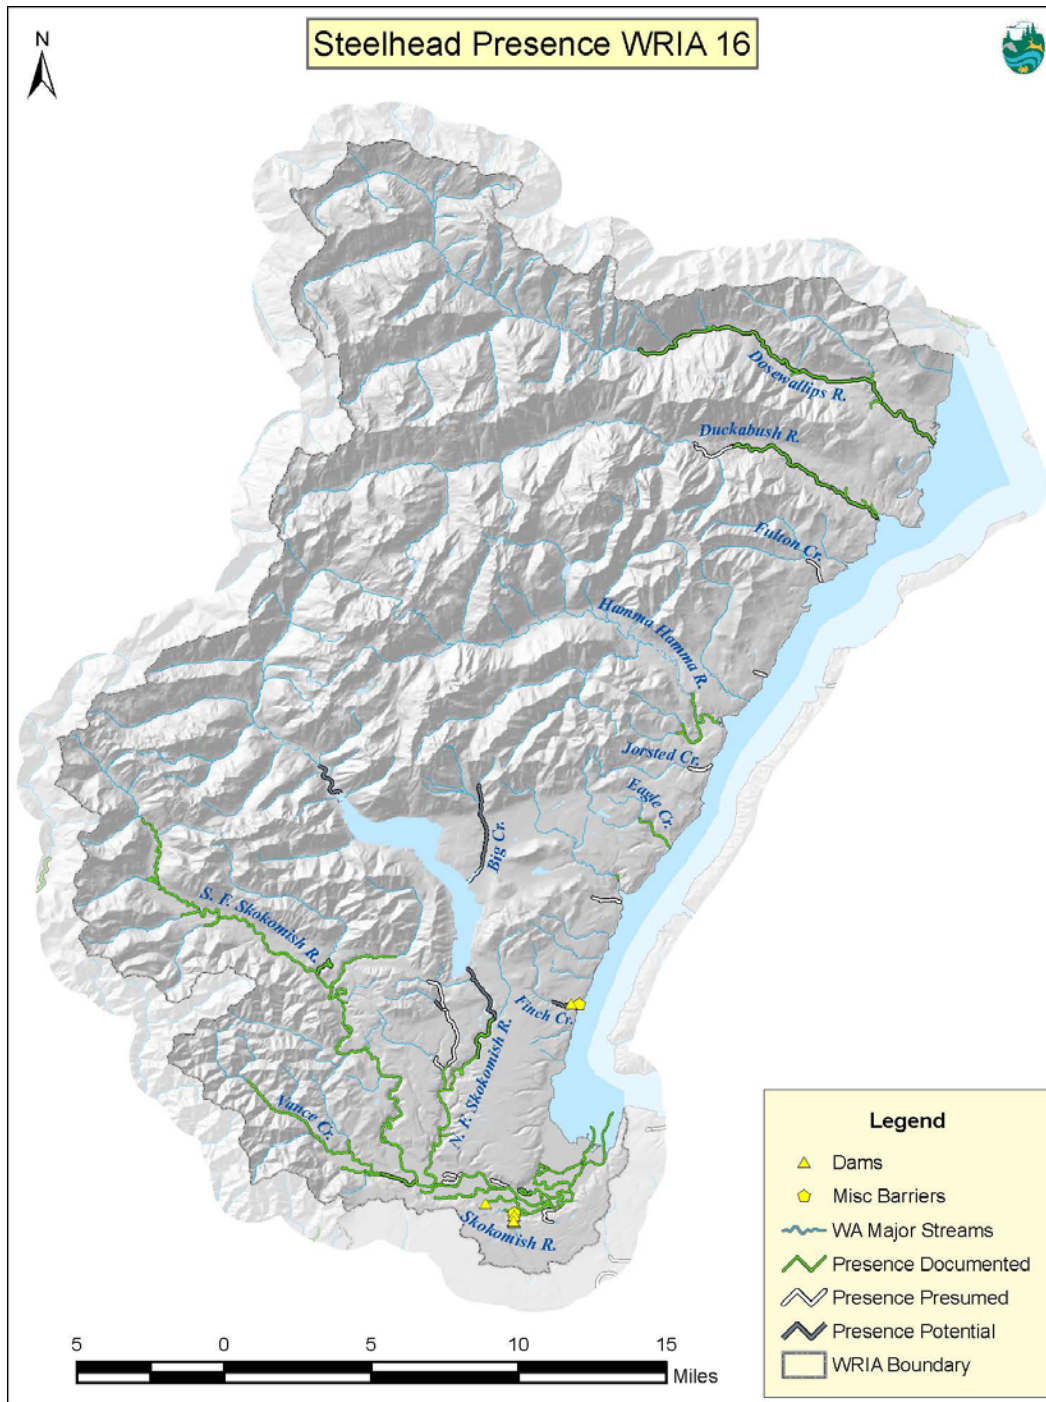 Steelhead Presence WRIA 16
N
Dosewallips R.
Duckabush R.
Fulton Cr.
Hamma Hamma R.
Jorsted Cr.
Eagle Cr.
Big Cr.
S. F. Skokomish R.
Finch Cr.
N. F. Skokomish R.
Vance Cr.
Skokomish R.
Legend
Dams
Misc Barriers
WA Major Streams
Presence Documented
Presence Presumed
Presence Potential
WRIA Boundary
5 0 5 10 15
Miles